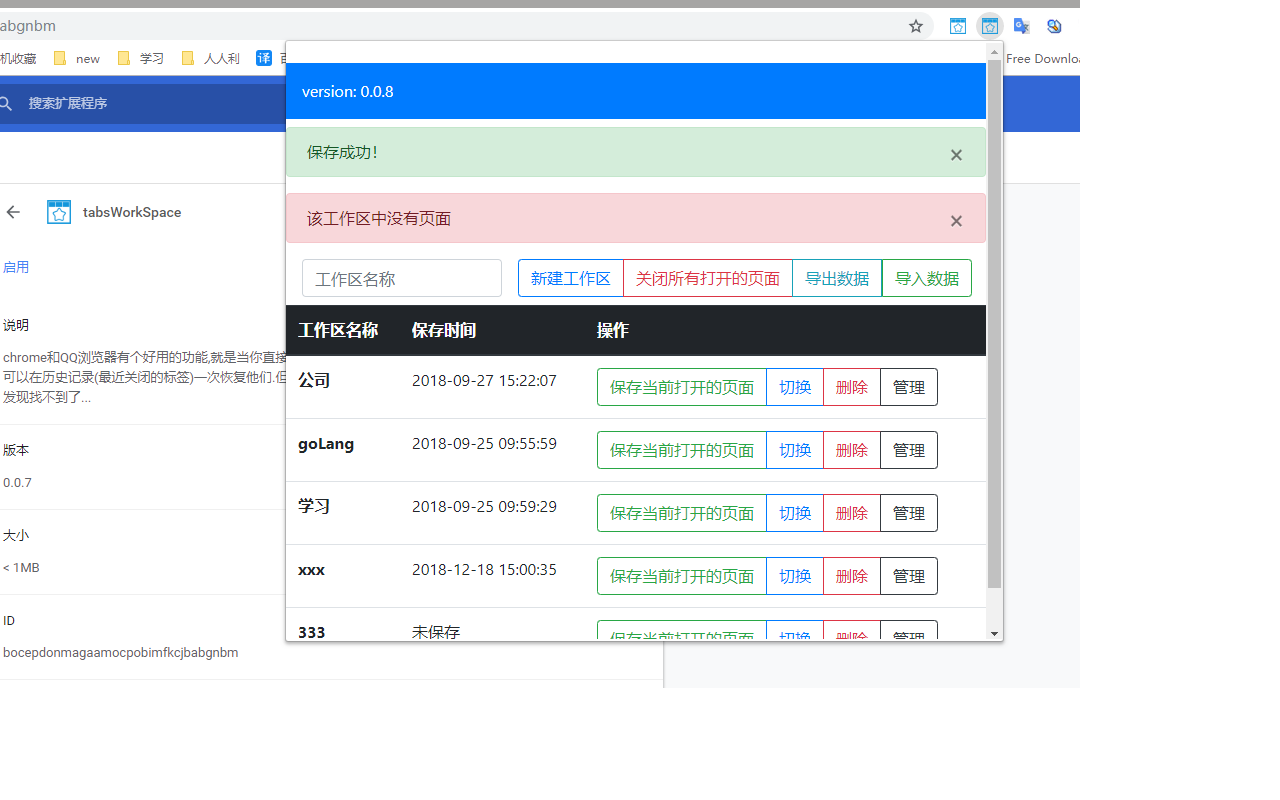 abgnbm
机收藏 new 学习 人人利 译 Free Downloa
搜索扩展程序
version: 0.0.8
保存成功! ×
该工作区中没有页面 ×
工作区名称 新建工作区 关闭所有打开的页面 导出数据 导入数据
工作区名称 保存时间 操作
公司 2018-09-27 15:22:07 保存当前打开的页面 切换 删除 管理
goLang 2018-09-25 09:55:59 保存当前打开的页面 切换 删除 管理
学习 2018-09-25 09:59:29 保存当前打开的页面 切换 删除 管理
xxx 2018-12-18 15:00:35 保存当前打开的页面 切换 删除 管理
333 未保存 保存当前打开的页面 切换 删除 管理
tabsWorkSpace
启用
说明
chrome和QQ浏览器有个好用的功能,就是当你直接
可以在历史记录(最近关闭的标签)一次恢复他们.但
发现找不到了...
版本
0.0.7
大小
< 1MB
ID
bocepdonmagaamocpobimfkcjbabgnbm